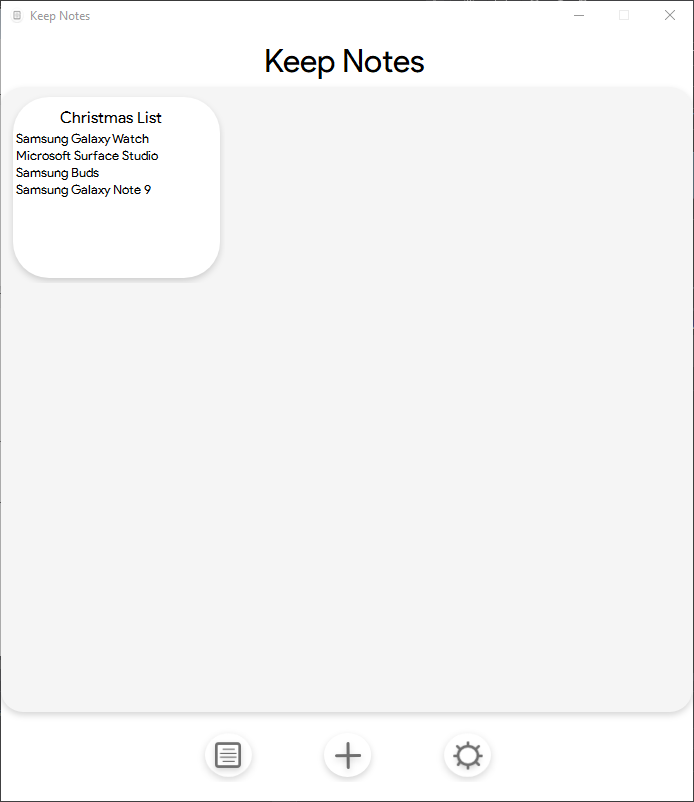 Keep Notes
Keep Notes
Christmas List
Samsung Galaxy Watch
Microsoft Surface Studio
Samsung Buds
Samsung Galaxy Note 9